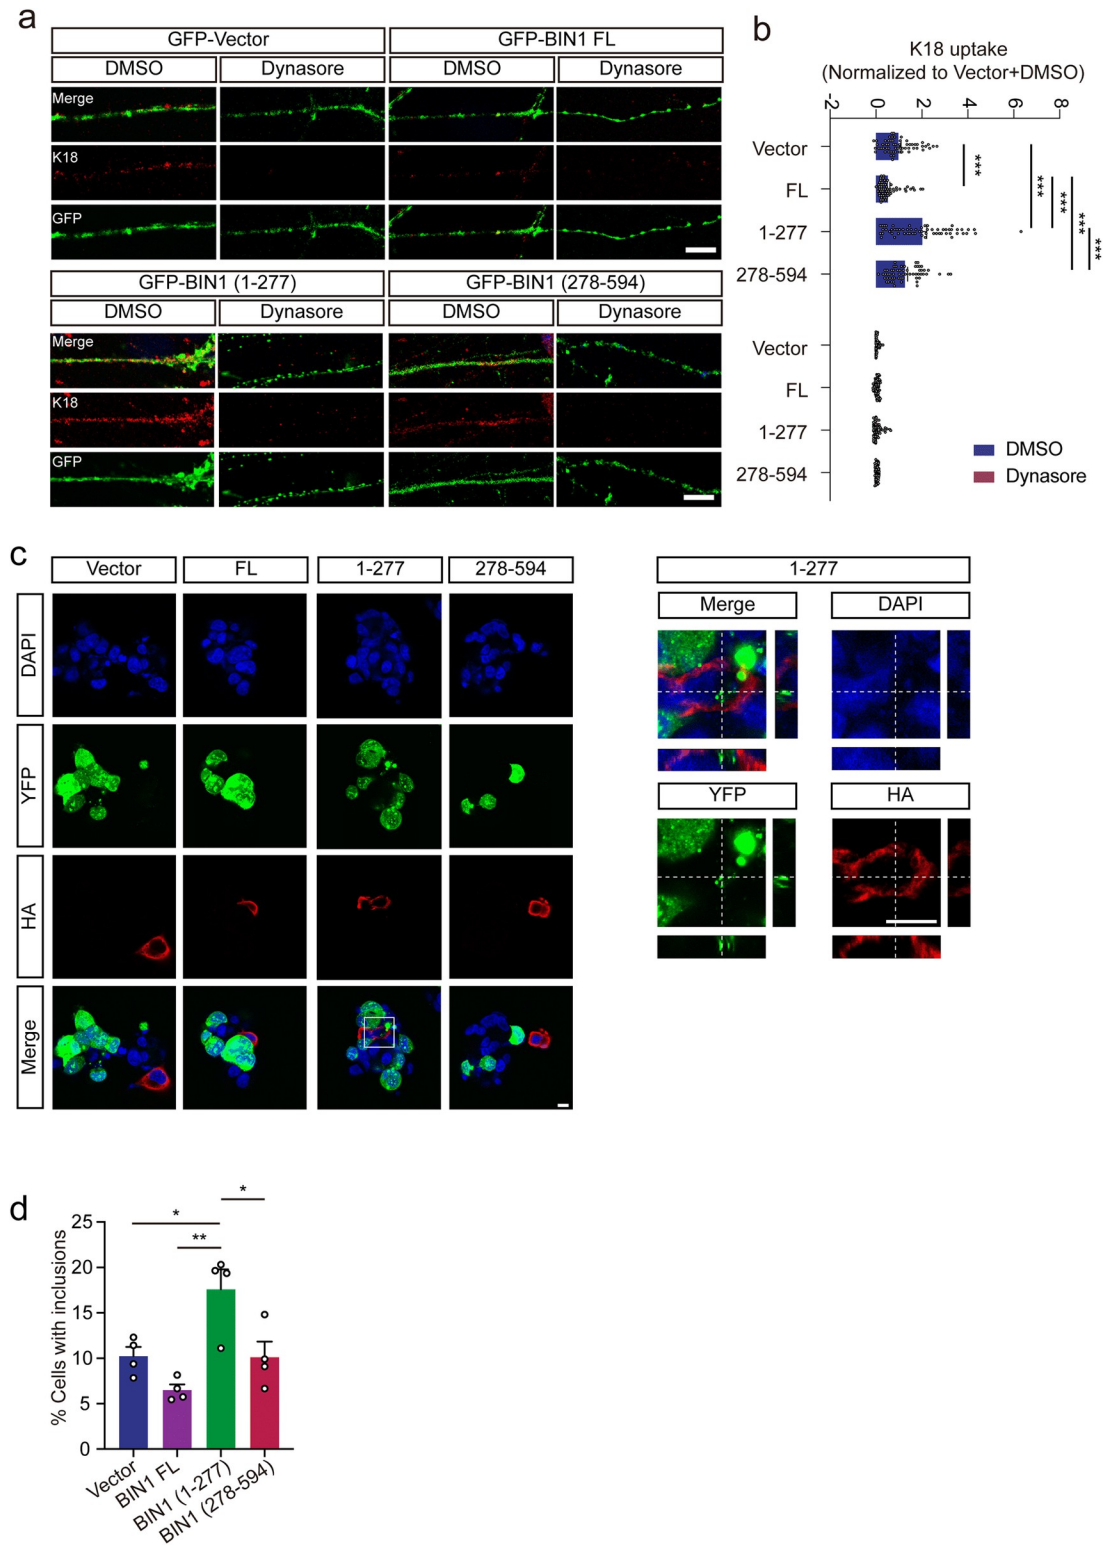 a
GFP-Vector
GFP-BIN1 FL
DMSO
Dynasore
DMSO
Dynasore
Merge
K18
GFP
GFP-BIN1 (1-277)
GFP-BIN1 (278-594)
DMSO
Dynasore
DMSO
Dynasore
Merge
K18
GFP
b
K18 uptake
(Normalized to Vector+DMSO)
-2 0 2 4 6 8
Vector
FL
1-277
278-594
***
***
***
***
***
Vector
FL
1-277
278-594
DMSO
Dynasore
c
Vector
FL
1-277
278-594
DAPI
YFP
HA
Merge
1-277
Merge
DAPI
YFP
HA
d
% Cells with inclusions
25
20
15
10
5
0
*
*
**
Vector
BIN1 FL
BIN1 (1-277)
BIN1 (278-594)